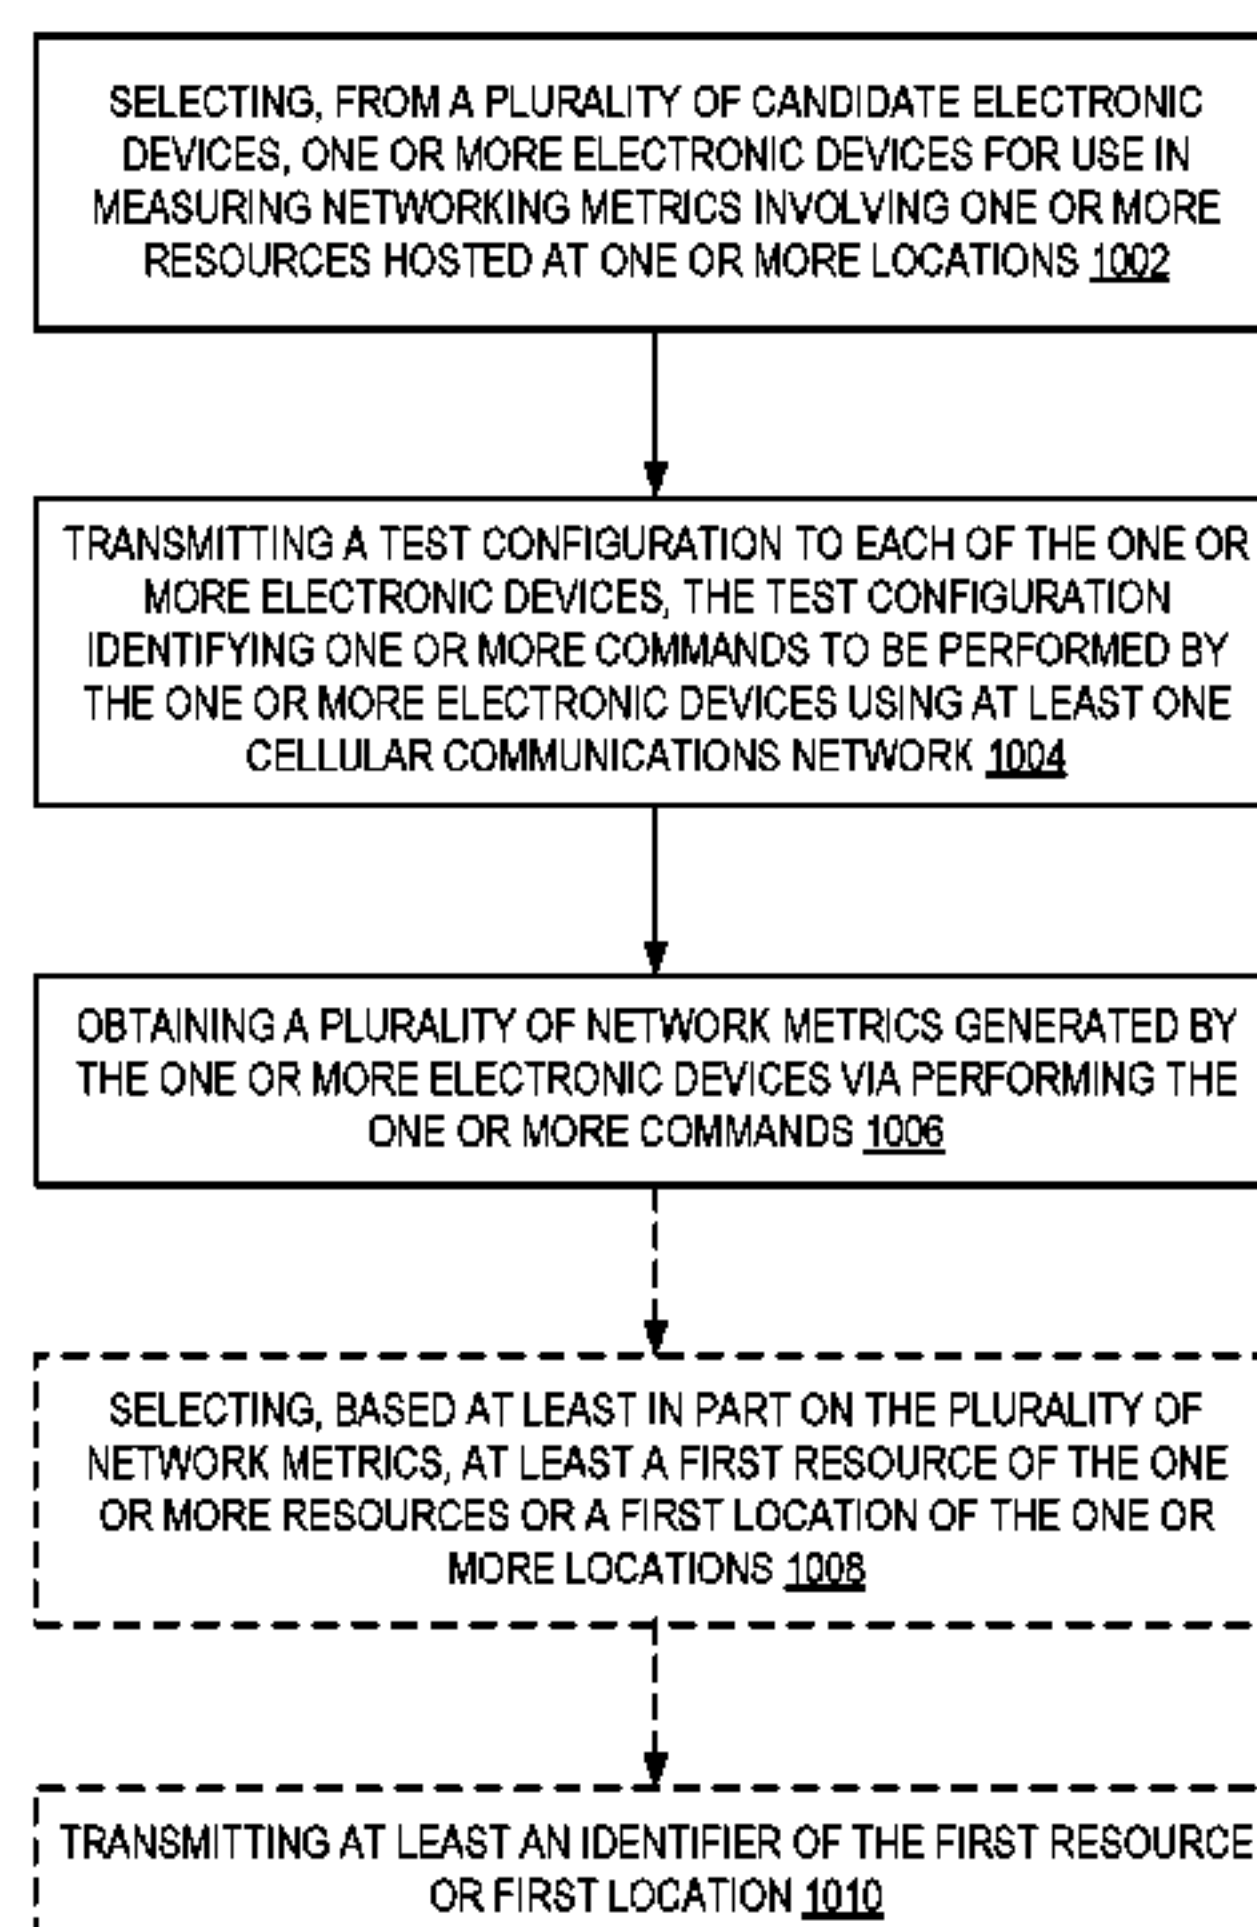 SELECTING, FROM A PLURALITY OF CANDIDATE ELECTRONIC
DEVICES, ONE OR MORE ELECTRONIC DEVICES FOR USE IN
MEASURING NETWORKING METRICS INVOLVING ONE OR MORE
RESOURCES HOSTED AT ONE OR MORE LOCATIONS 1002
TRANSMITTING A TEST CONFIGURATION TO EACH OF THE ONE OR
MORE ELECTRONIC DEVICES, THE TEST CONFIGURATION
IDENTIFYING ONE OR MORE COMMANDS TO BE PERFORMED BY
THE ONE OR MORE ELECTRONIC DEVICES USING AT LEAST ONE
CELLULAR COMMUNICATIONS NETWORK 1004
OBTAINING A PLURALITY OF NETWORK METRICS GENERATED BY
THE ONE OR MORE ELECTRONIC DEVICES VIA PERFORMING THE
ONE OR MORE COMMANDS 1006
SELECTING, BASED AT LEAST IN PART ON THE PLURALITY OF
NETWORK METRICS, AT LEAST A FIRST RESOURCE OF THE ONE
OR MORE RESOURCES OR A FIRST LOCATION OF THE ONE OR
MORE LOCATIONS 1008
TRANSMITTING AT LEAST AN IDENTIFIER OF THE FIRST RESOURCE
OR FIRST LOCATION 1010